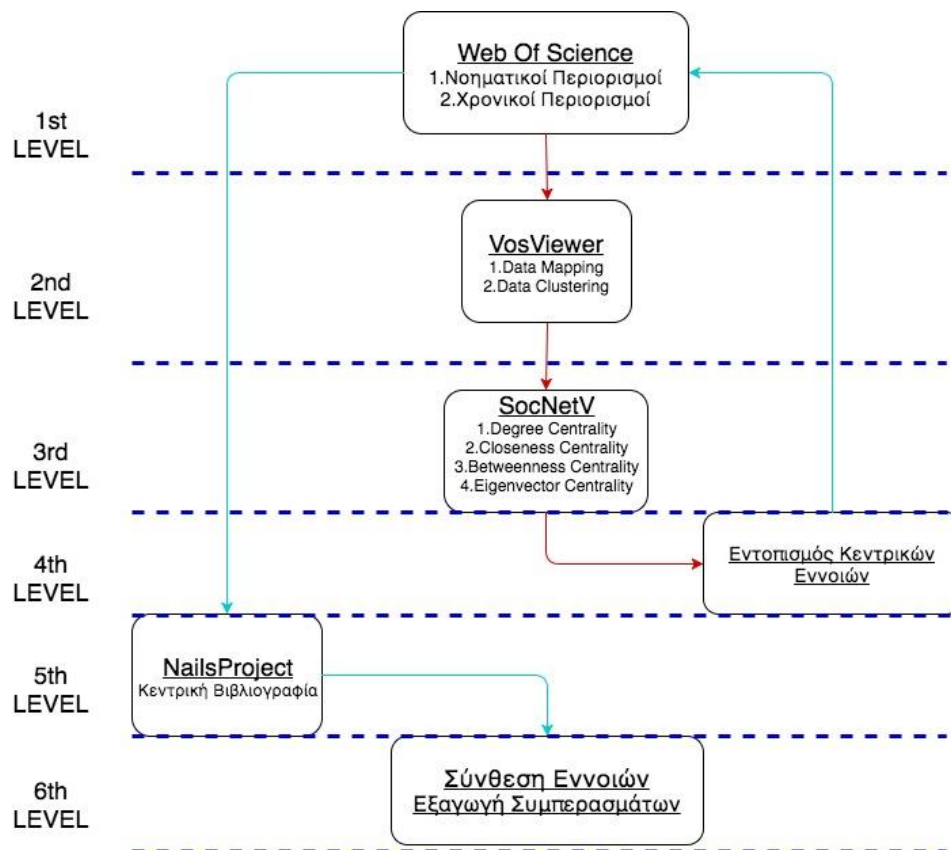 Web Of Science
1.Νοηματικοί Περιορισμοί
2.Χρονικοί Περιορισμοί
1st
LEVEL
VosViewer
1.Data Mapping
2.Data Clustering
2nd
LEVEL
SocNetV
1.Degree Centrality
2.Closeness Centrality
3.Betweenness Centrality
4.Eigenvector Centrality
3rd
LEVEL
Εντοπισμός Κεντρικών
Εννοιών
4th
LEVEL
NailsProject
Κεντρική Βιβλιογραφία
5th
LEVEL
Σύνθεση Εννοιών
Εξαγωγή Συμπερασμάτων
6th
LEVEL